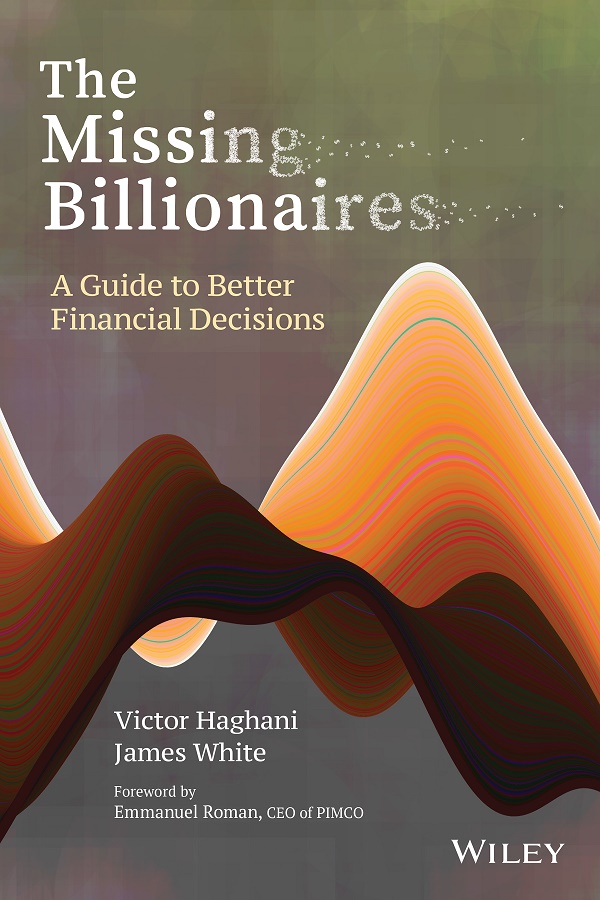 The
Missing
Billionaires
A Guide to Better
Financial Decisions
Victor Haghani
James White
Foreword by
Emmanuel Roman, CEO of PIMCO
WILEY